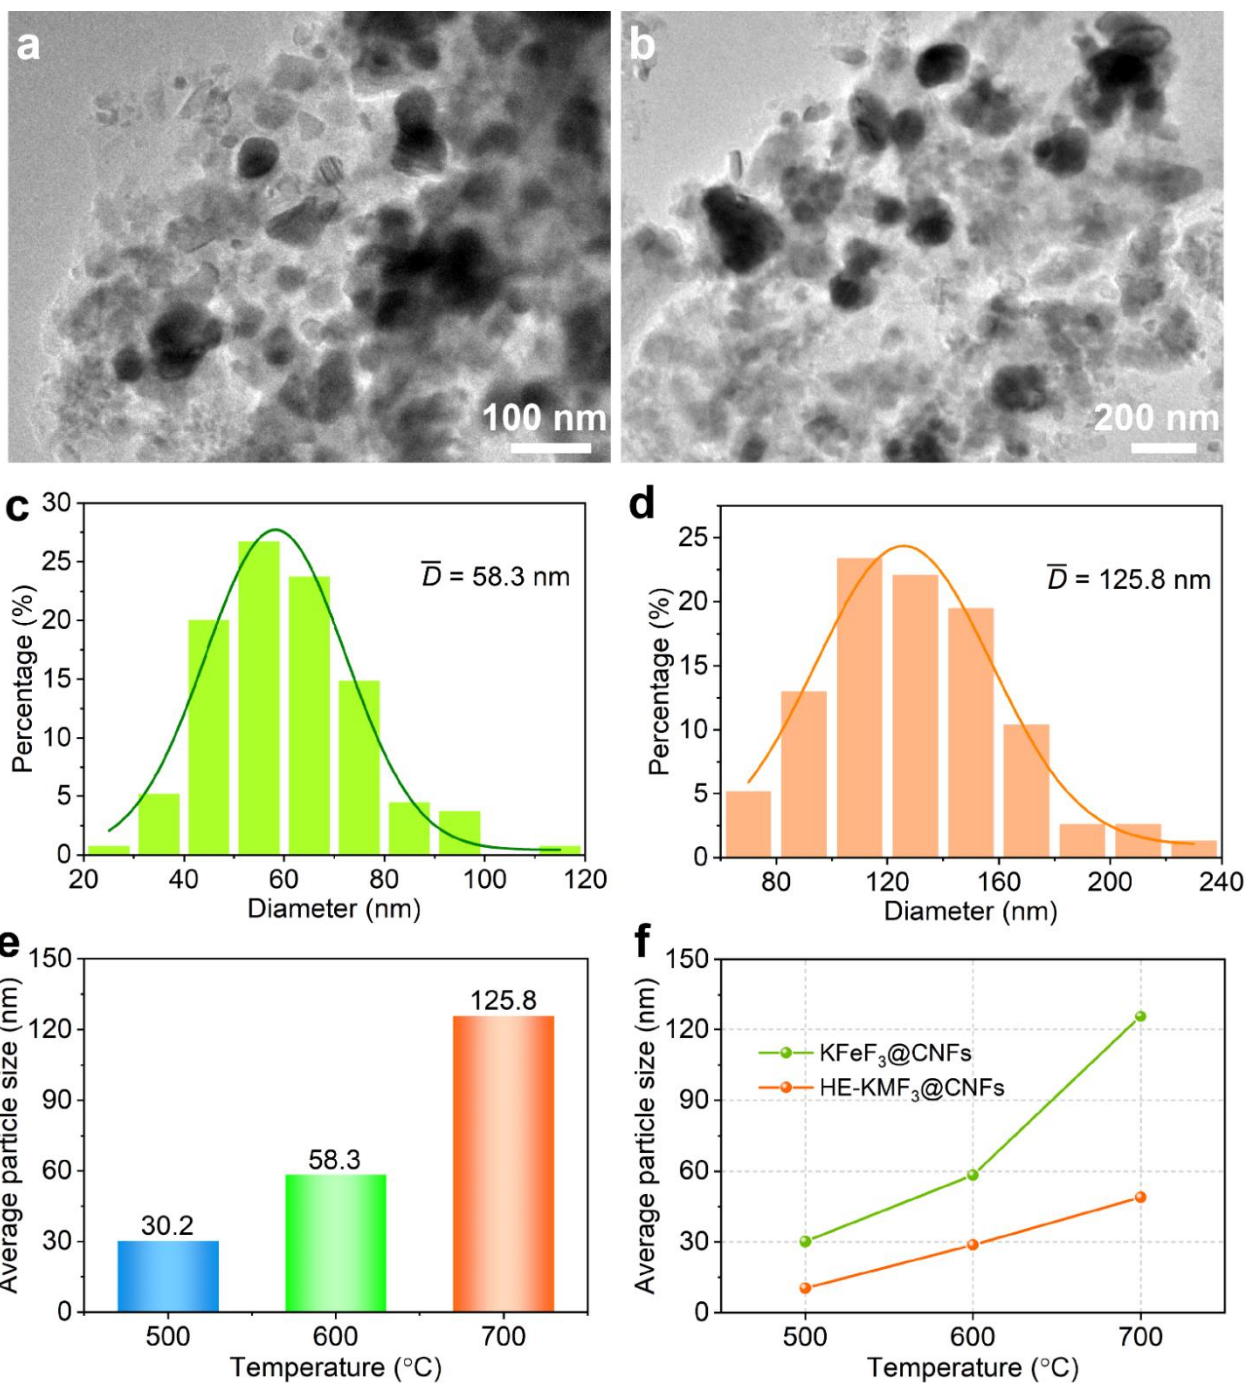 a
b
100 nm
200 nm
c
30
25
20
15
10
5
0
Percentage (%)
D̅ = 58.3 nm
20 40 60 80 100 120
Diameter (nm)
d
25
20
15
10
5
0
Percentage (%)
D̅ = 125.8 nm
80 120 160 200 240
Diameter (nm)
e
150
120
90
60
30
0
Average particle size (nm)
30.2
58.3
125.8
500 600 700
Temperature (°C)
f
150
120
90
60
30
0
Average particle size (nm)
KFeF₃@CNFs
HE-KMF₃@CNFs
500 600 700
Temperature (°C)